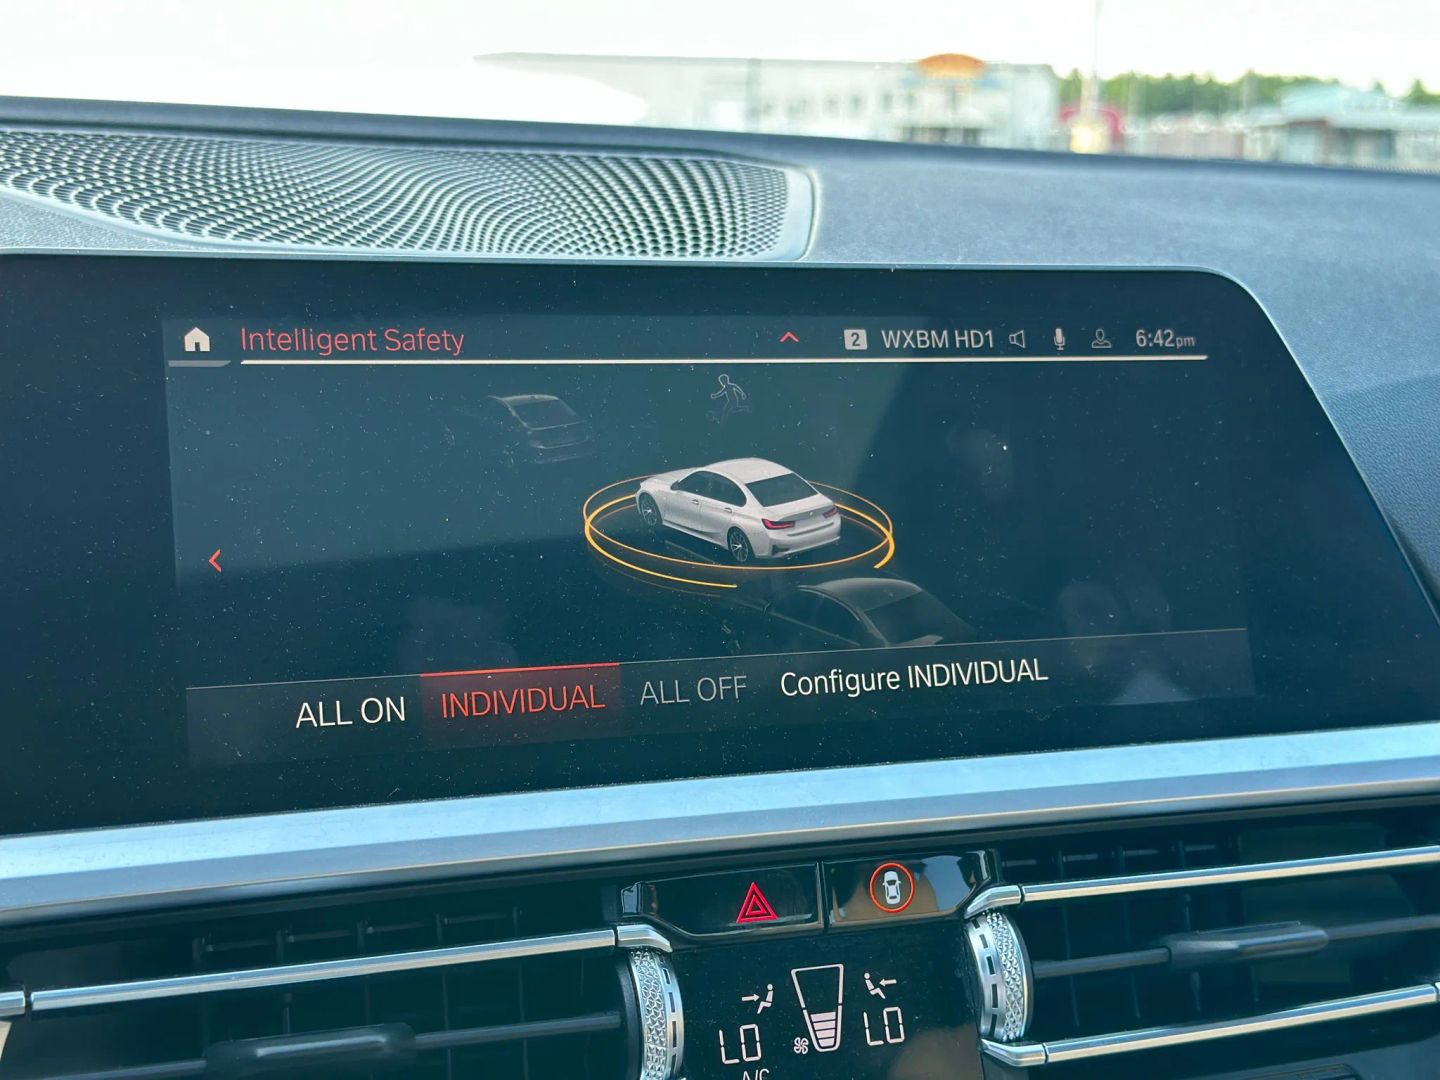 Intelligent Safety
2 WXBM HD1 6:42pm
ALL ON INDIVIDUAL ALL OFF Configure INDIVIDUAL
LO LO
A/C